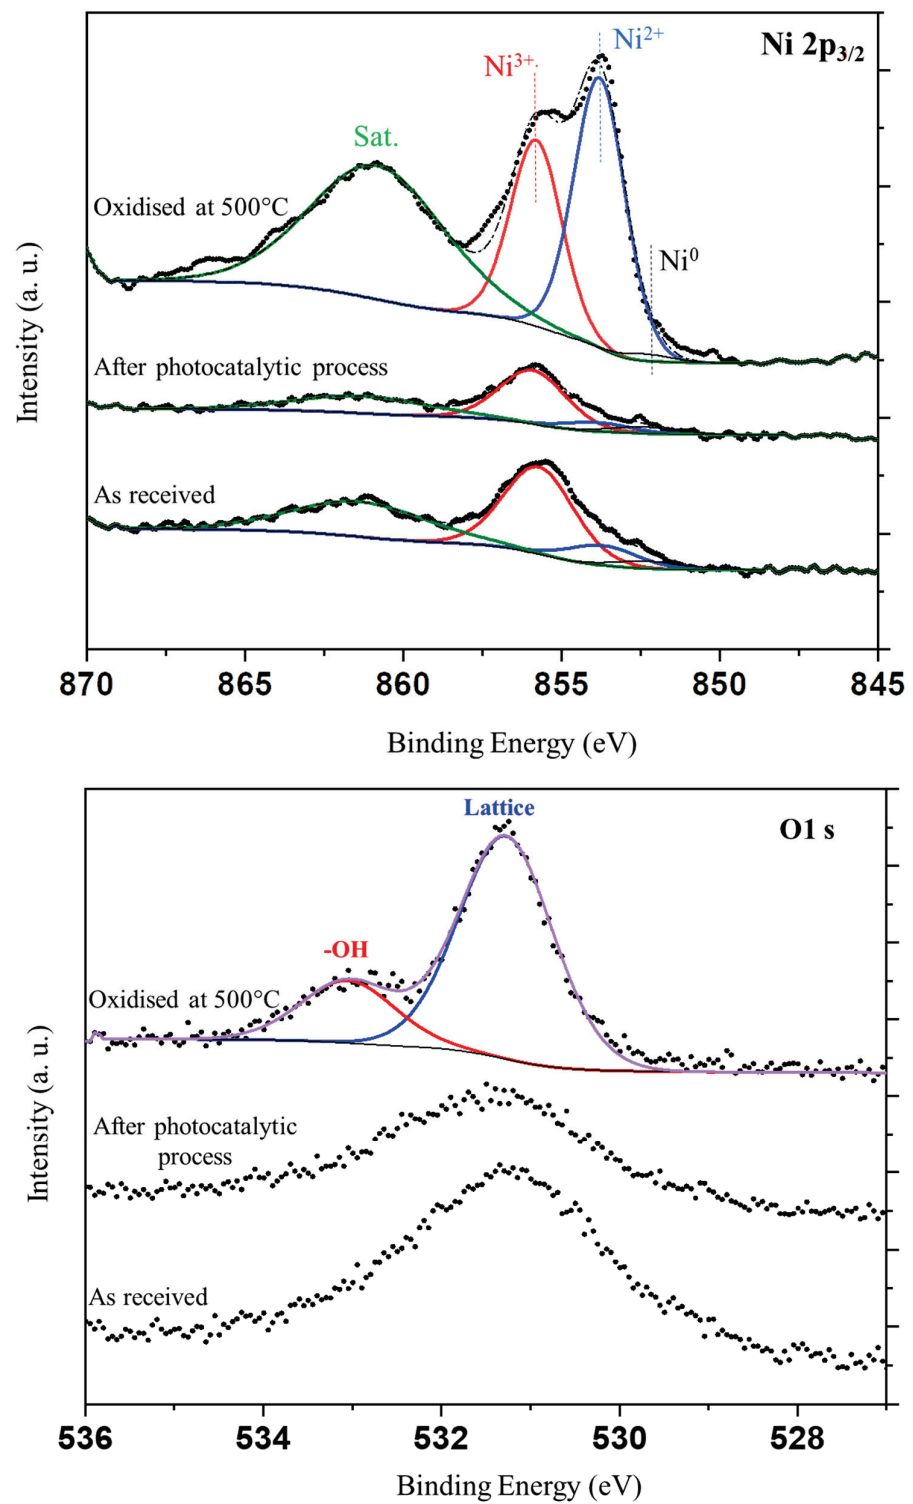 Ni 2p3/2
Ni2+
Ni3+
Sat.
Oxidised at 500°C
Ni0
After photocatalytic process
As received
Intensity (a. u.)
870 865 860 855 850 845
Binding Energy (eV)
Lattice
O1 s
-OH
Oxidised at 500°C
After photocatalytic
process
As received
Intensity (a. u.)
536 534 532 530 528
Binding Energy (eV)